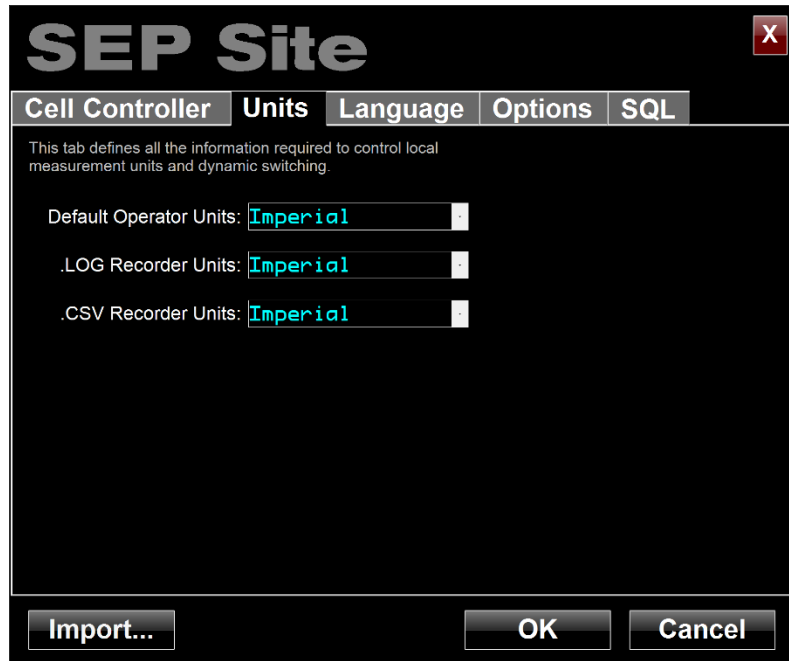 SEP Site
X
Cell Controller Units Language Options SQL
This tab defines all the information required to control local
measurement units and dynamic switching.
Default Operator Units: Imperial
.LOG Recorder Units: Imperial
.CSV Recorder Units: Imperial
Import... OK Cancel